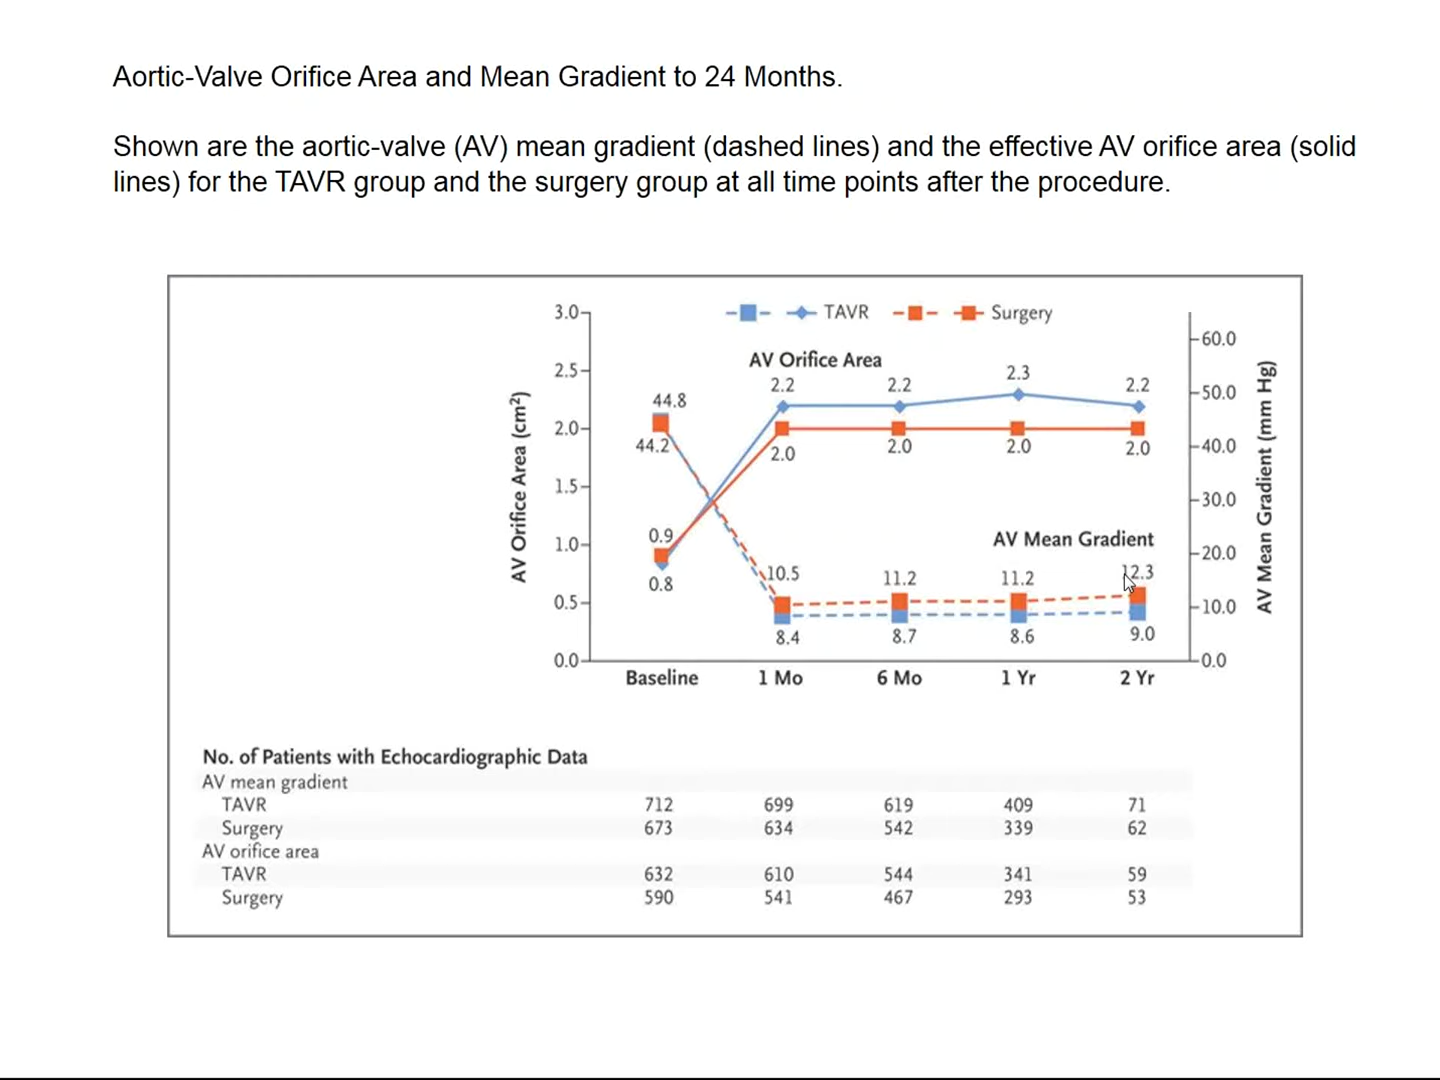 Aortic-Valve Orifice Area and Mean Gradient to 24 Months.
Shown are the aortic-valve (AV) mean gradient (dashed lines) and the effective AV orifice area (solid
lines) for the TAVR group and the surgery group at all time points after the procedure.
TAVR Surgery
AV Orifice Area (cm²)
3.0
2.5
2.0
1.5
1.0
0.5
0.0
AV Orifice Area
2.2 2.2 2.3 2.2
44.8
44.2
2.0 2.0 2.0 2.0
0.9
0.8
AV Mean Gradient
10.5 11.2 11.2 12.3
8.4 8.7 8.6 9.0
60.0
50.0
40.0
30.0
20.0
10.0
0.0
AV Mean Gradient (mm Hg)
Baseline 1 Mo 6 Mo 1 Yr 2 Yr
No. of Patients with Echocardiographic Data
AV mean gradient
TAVR 712 699 619 409 71
Surgery 673 634 542 339 62
AV orifice area
TAVR 632 610 544 341 59
Surgery 590 541 467 293 53